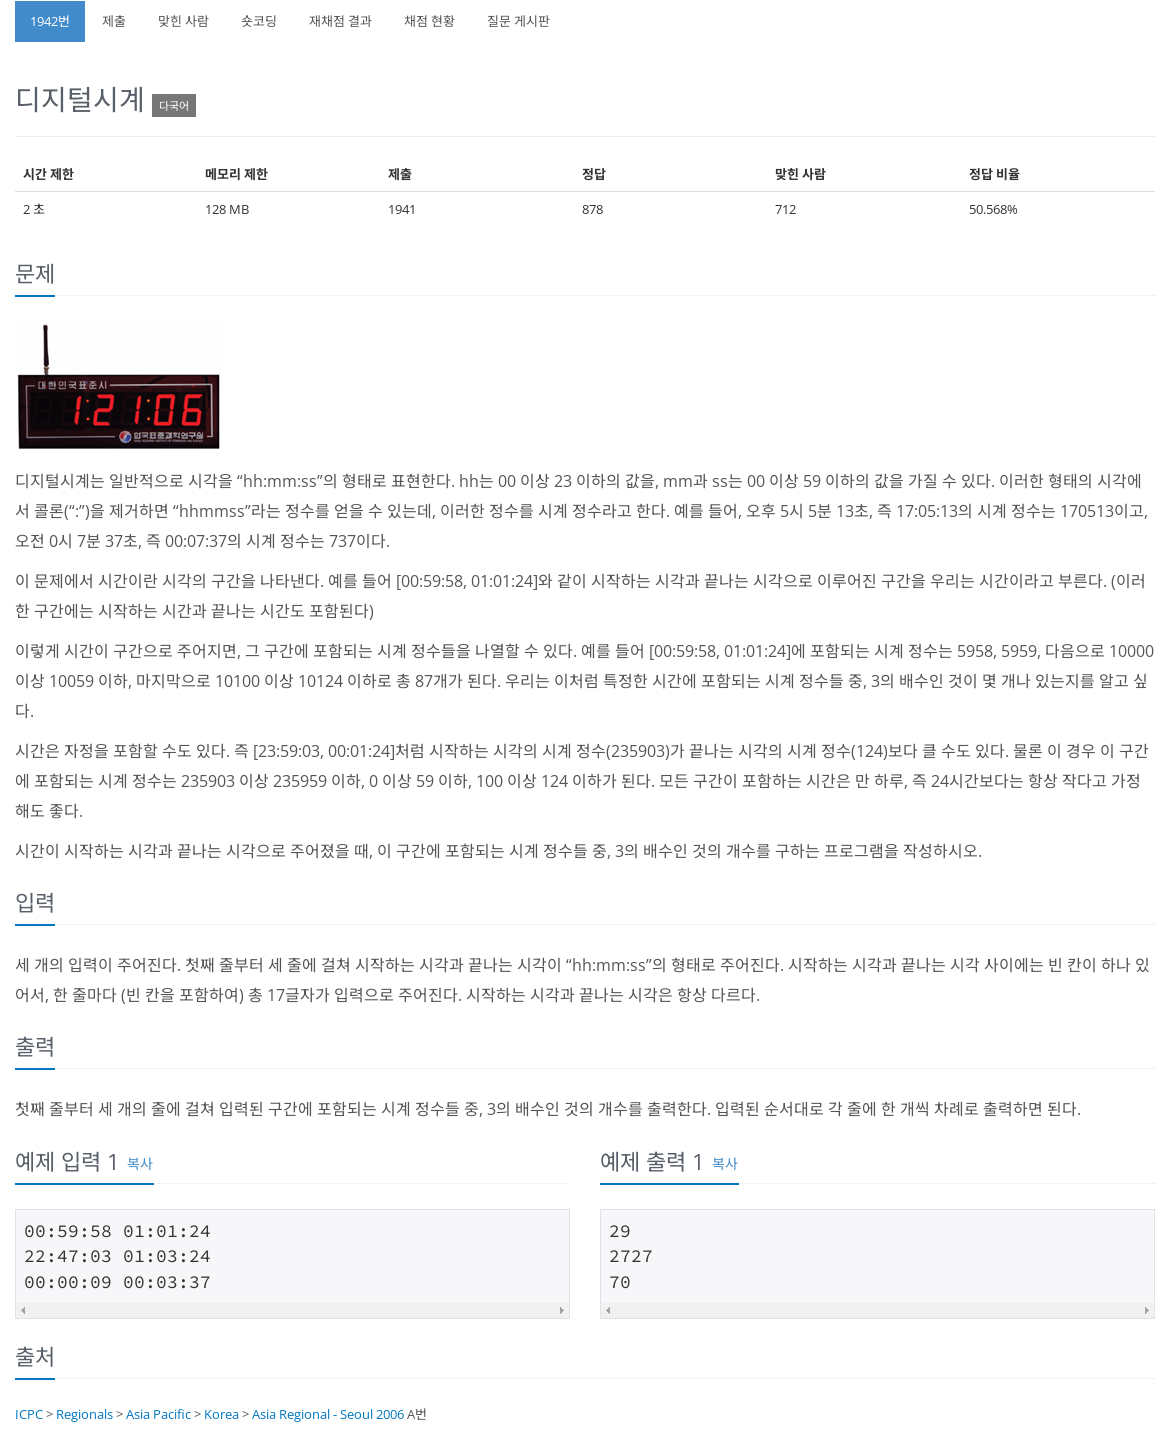 1942번 제출 맞힌 사람 숏코딩 재채점 결과 채점 현황 질문 게시판
디지털시계 다국어
시간 제한 메모리 제한 제출 정답 맞힌 사람 정답 비율
2 초 128 MB 1941 878 712 50.568%
문제
대한민국표준시
1:21:06
한국표준과학연구원
디지털시계는 일반적으로 시각을 “hh:mm:ss”의 형태로 표현한다. hh는 00 이상 23 이하의 값을, mm과 ss는 00 이상 59 이하의 값을 가질 수 있다. 이러한 형태의 시각에
서 콜론(“:”)을 제거하면 “hhmmss”라는 정수를 얻을 수 있는데, 이러한 정수를 시계 정수라고 한다. 예를 들어, 오후 5시 5분 13초, 즉 17:05:13의 시계 정수는 170513이고,
오전 0시 7분 37초, 즉 00:07:37의 시계 정수는 737이다.
이 문제에서 시간이란 시각의 구간을 나타낸다. 예를 들어 [00:59:58, 01:01:24]와 같이 시작하는 시각과 끝나는 시각으로 이루어진 구간을 우리는 시간이라고 부른다. (이러
한 구간에는 시작하는 시간과 끝나는 시간도 포함된다)
이렇게 시간이 구간으로 주어지면, 그 구간에 포함되는 시계 정수들을 나열할 수 있다. 예를 들어 [00:59:58, 01:01:24]에 포함되는 시계 정수는 5958, 5959, 다음으로 10000
이상 10059 이하, 마지막으로 10100 이상 10124 이하로 총 87개가 된다. 우리는 이처럼 특정한 시간에 포함되는 시계 정수들 중, 3의 배수인 것이 몇 개나 있는지를 알고 싶
다.
시간은 자정을 포함할 수도 있다. 즉 [23:59:03, 00:01:24]처럼 시작하는 시각의 시계 정수(235903)가 끝나는 시각의 시계 정수(124)보다 클 수도 있다. 물론 이 경우 이 구간
에 포함되는 시계 정수는 235903 이상 235959 이하, 0 이상 59 이하, 100 이상 124 이하가 된다. 모든 구간이 포함하는 시간은 만 하루, 즉 24시간보다는 항상 작다고 가정
해도 좋다.
시간이 시작하는 시각과 끝나는 시각으로 주어졌을 때, 이 구간에 포함되는 시계 정수들 중, 3의 배수인 것의 개수를 구하는 프로그램을 작성하시오.
입력
세 개의 입력이 주어진다. 첫째 줄부터 세 줄에 걸쳐 시작하는 시각과 끝나는 시각이 “hh:mm:ss”의 형태로 주어진다. 시작하는 시각과 끝나는 시각 사이에는 빈 칸이 하나 있
어서, 한 줄마다 (빈 칸을 포함하여) 총 17글자가 입력으로 주어진다. 시작하는 시각과 끝나는 시각은 항상 다르다.
출력
첫째 줄부터 세 개의 줄에 걸쳐 입력된 구간에 포함되는 시계 정수들 중, 3의 배수인 것의 개수를 출력한다. 입력된 순서대로 각 줄에 한 개씩 차례로 출력하면 된다.
예제 입력 1 복사
00:59:58 01:01:24
22:47:03 01:03:24
00:00:09 00:03:37
예제 출력 1 복사
29
2727
70
출처
ICPC > Regionals > Asia Pacific > Korea > Asia Regional - Seoul 2006 A번